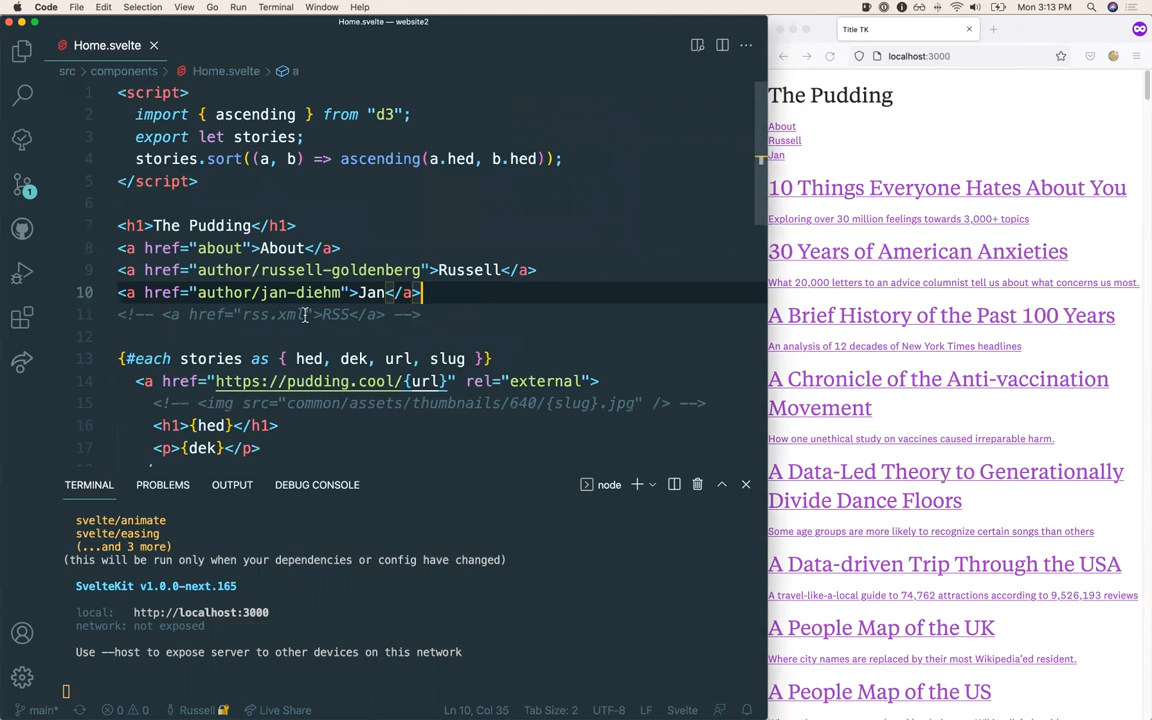 Code File Edit Selection View Go Run Terminal Window Help Mon 3:13 PM
Home.svelte — website2
Home.svelte
src > components > Home.svelte > a
1 <script>
2 import { ascending } from "d3";
3 export let stories;
4 stories.sort((a, b) => ascending(a.hed, b.hed));
5 </script>
6
7 <h1>The Pudding</h1>
8 <a href="about">About</a>
9 <a href="author/russell-goldenberg">Russell</a>
10 <a href="author/jan-diehm">Jan</a>
11 <!-- <a href="rss.xml">RSS</a> -->
12
13 {#each stories as { hed, dek, url, slug }}
14 <a href="https://pudding.cool/{url}" rel="external">
15 <!-- <img src="common/assets/thumbnails/640/{slug}.jpg" /> -->
16 <h1>{hed}</h1>
17 <p>{dek}</p>
TERMINAL PROBLEMS OUTPUT DEBUG CONSOLE node
svelte/animate
svelte/easing
(...and 3 more)
(this will be run only when your dependencies or config have changed)
SvelteKit v1.0.0-next.165
local: http://localhost:3000
network: not exposed
Use --host to expose server to other devices on this network
main* 0 0 Russell Live Share Ln 10, Col 35 Tab Size: 2 UTF-8 LF Svelte
1
Title TK
localhost:3000
The Pudding
About
Russell
Jan
10 Things Everyone Hates About You
Exploring over 30 million feelings towards 3,000+ topics
30 Years of American Anxieties
What 20,000 letters to an advice columnist tell us about what concerns us most.
A Brief History of the Past 100 Years
An analysis of 12 decades of New York Times headlines
A Chronicle of the Anti-vaccination
Movement
How one unethical study on vaccines caused irreparable harm.
A Data-Led Theory to Generationally
Divide Dance Floors
Some age groups are more likely to recognize certain songs than others
A Data-driven Trip Through the USA
A travel-like-a-local guide to 74,762 attractions according to 9,526,193 reviews
A People Map of the UK
Where city names are replaced by their most Wikipedia'ed resident.
A People Map of the US